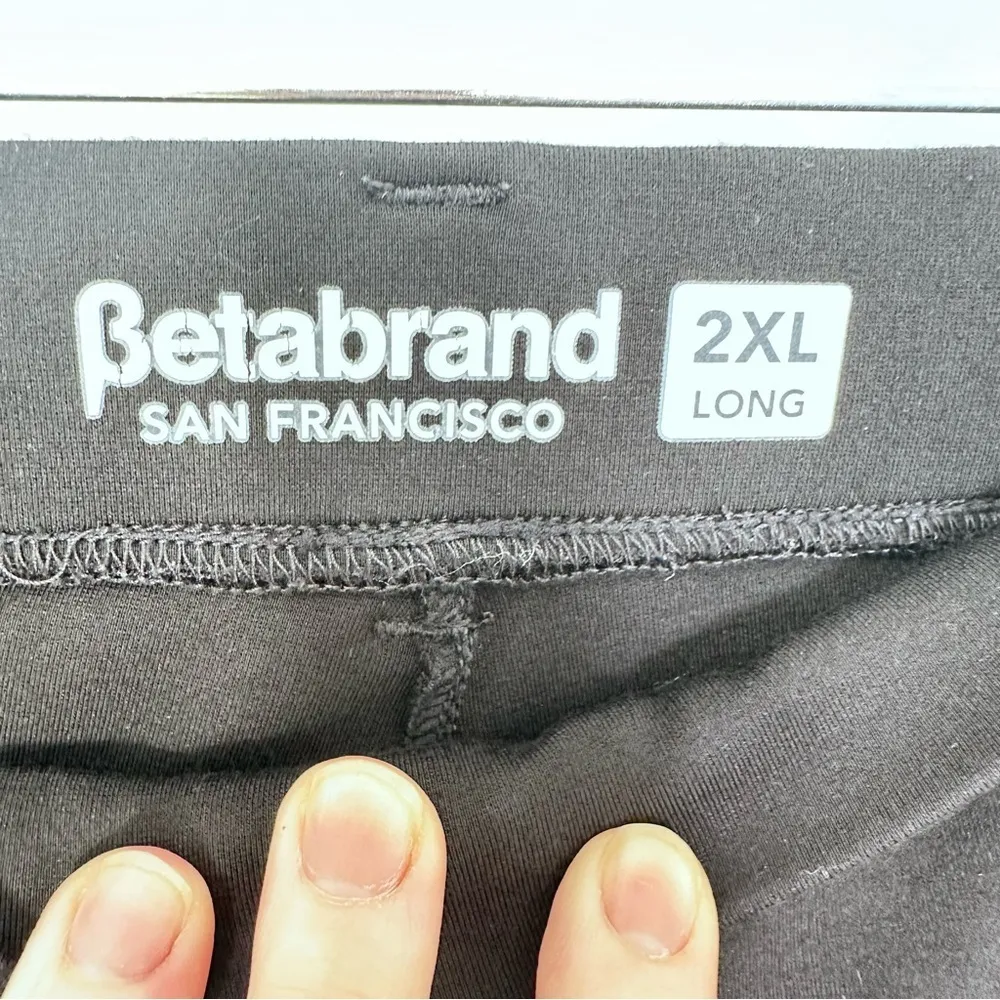 βetabrand
SAN FRANCISCO
2XL
LONG